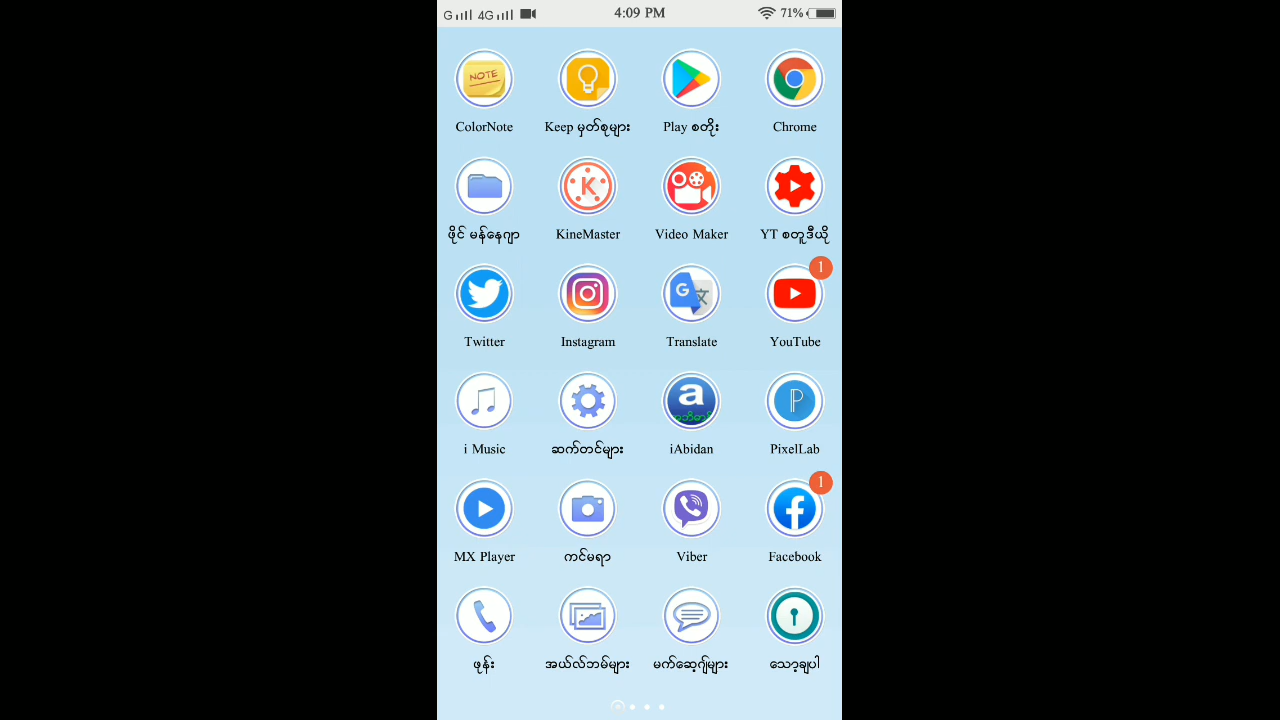 G 4G 4:09 PM 71%
NOTE
ColorNote Keep မှတ်စုများ Play စတိုး Chrome
K
ဖိုင် မန်နေဂျာ KineMaster Video Maker YT စတူဒီယို
1
G
Twitter Instagram Translate YouTube
a
P
i Music ဆက်တင်များ iAbidan PixelLab
1
f
MX Player ကင်မရာ Viber Facebook
ဖုန်း အယ်လ်ဘမ်များ မက်ဆေ့ဂျ်များ သော့ချပါ